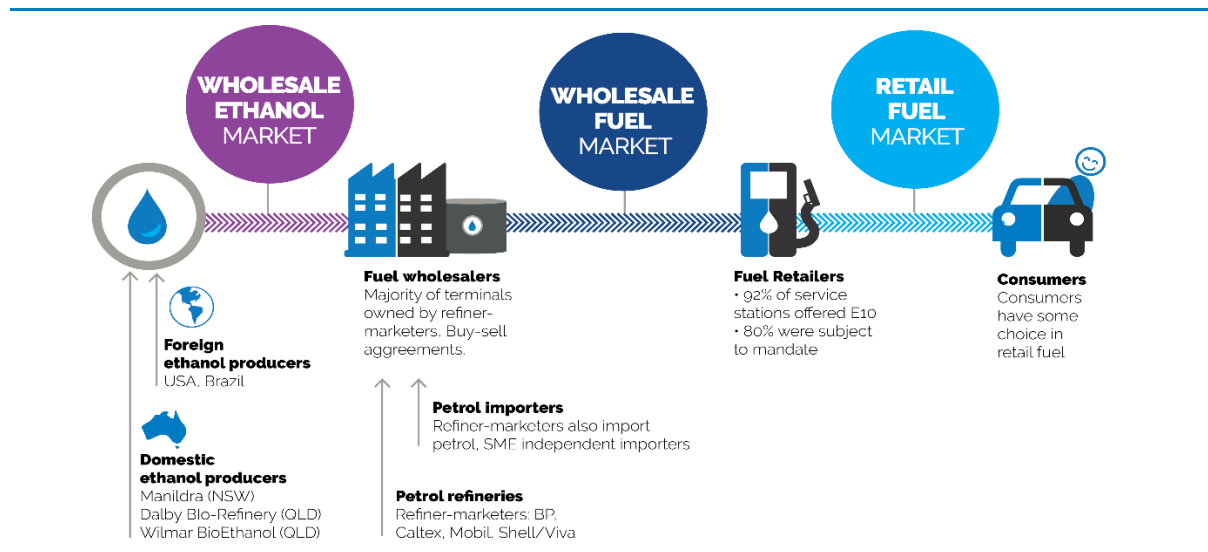 WHOLESALE
ETHANOL
MARKET
WHOLESALE
FUEL
MARKET
RETAIL
FUEL
MARKET
Fuel wholesalers
Majority of terminals
owned by refiner-
marketers. Buy-sell
aggreements.
Fuel Retailers
• 92% of service
stations offered E10
• 80% were subject
to mandate
Consumers
Consumers
have some
choice in
retail fuel
Foreign
ethanol producers
USA, Brazil
Domestic
ethanol producers
Manildra (NSW)
Dalby BIo-Refinery (QLD)
Wilmar BioEthanol (QLD)
Petrol importers
Refiner-marketers also import
petrol, SME independent importers
Petrol refineries
Refiner-marketers: BP,
Caltex, Mobil, Shell/Viva